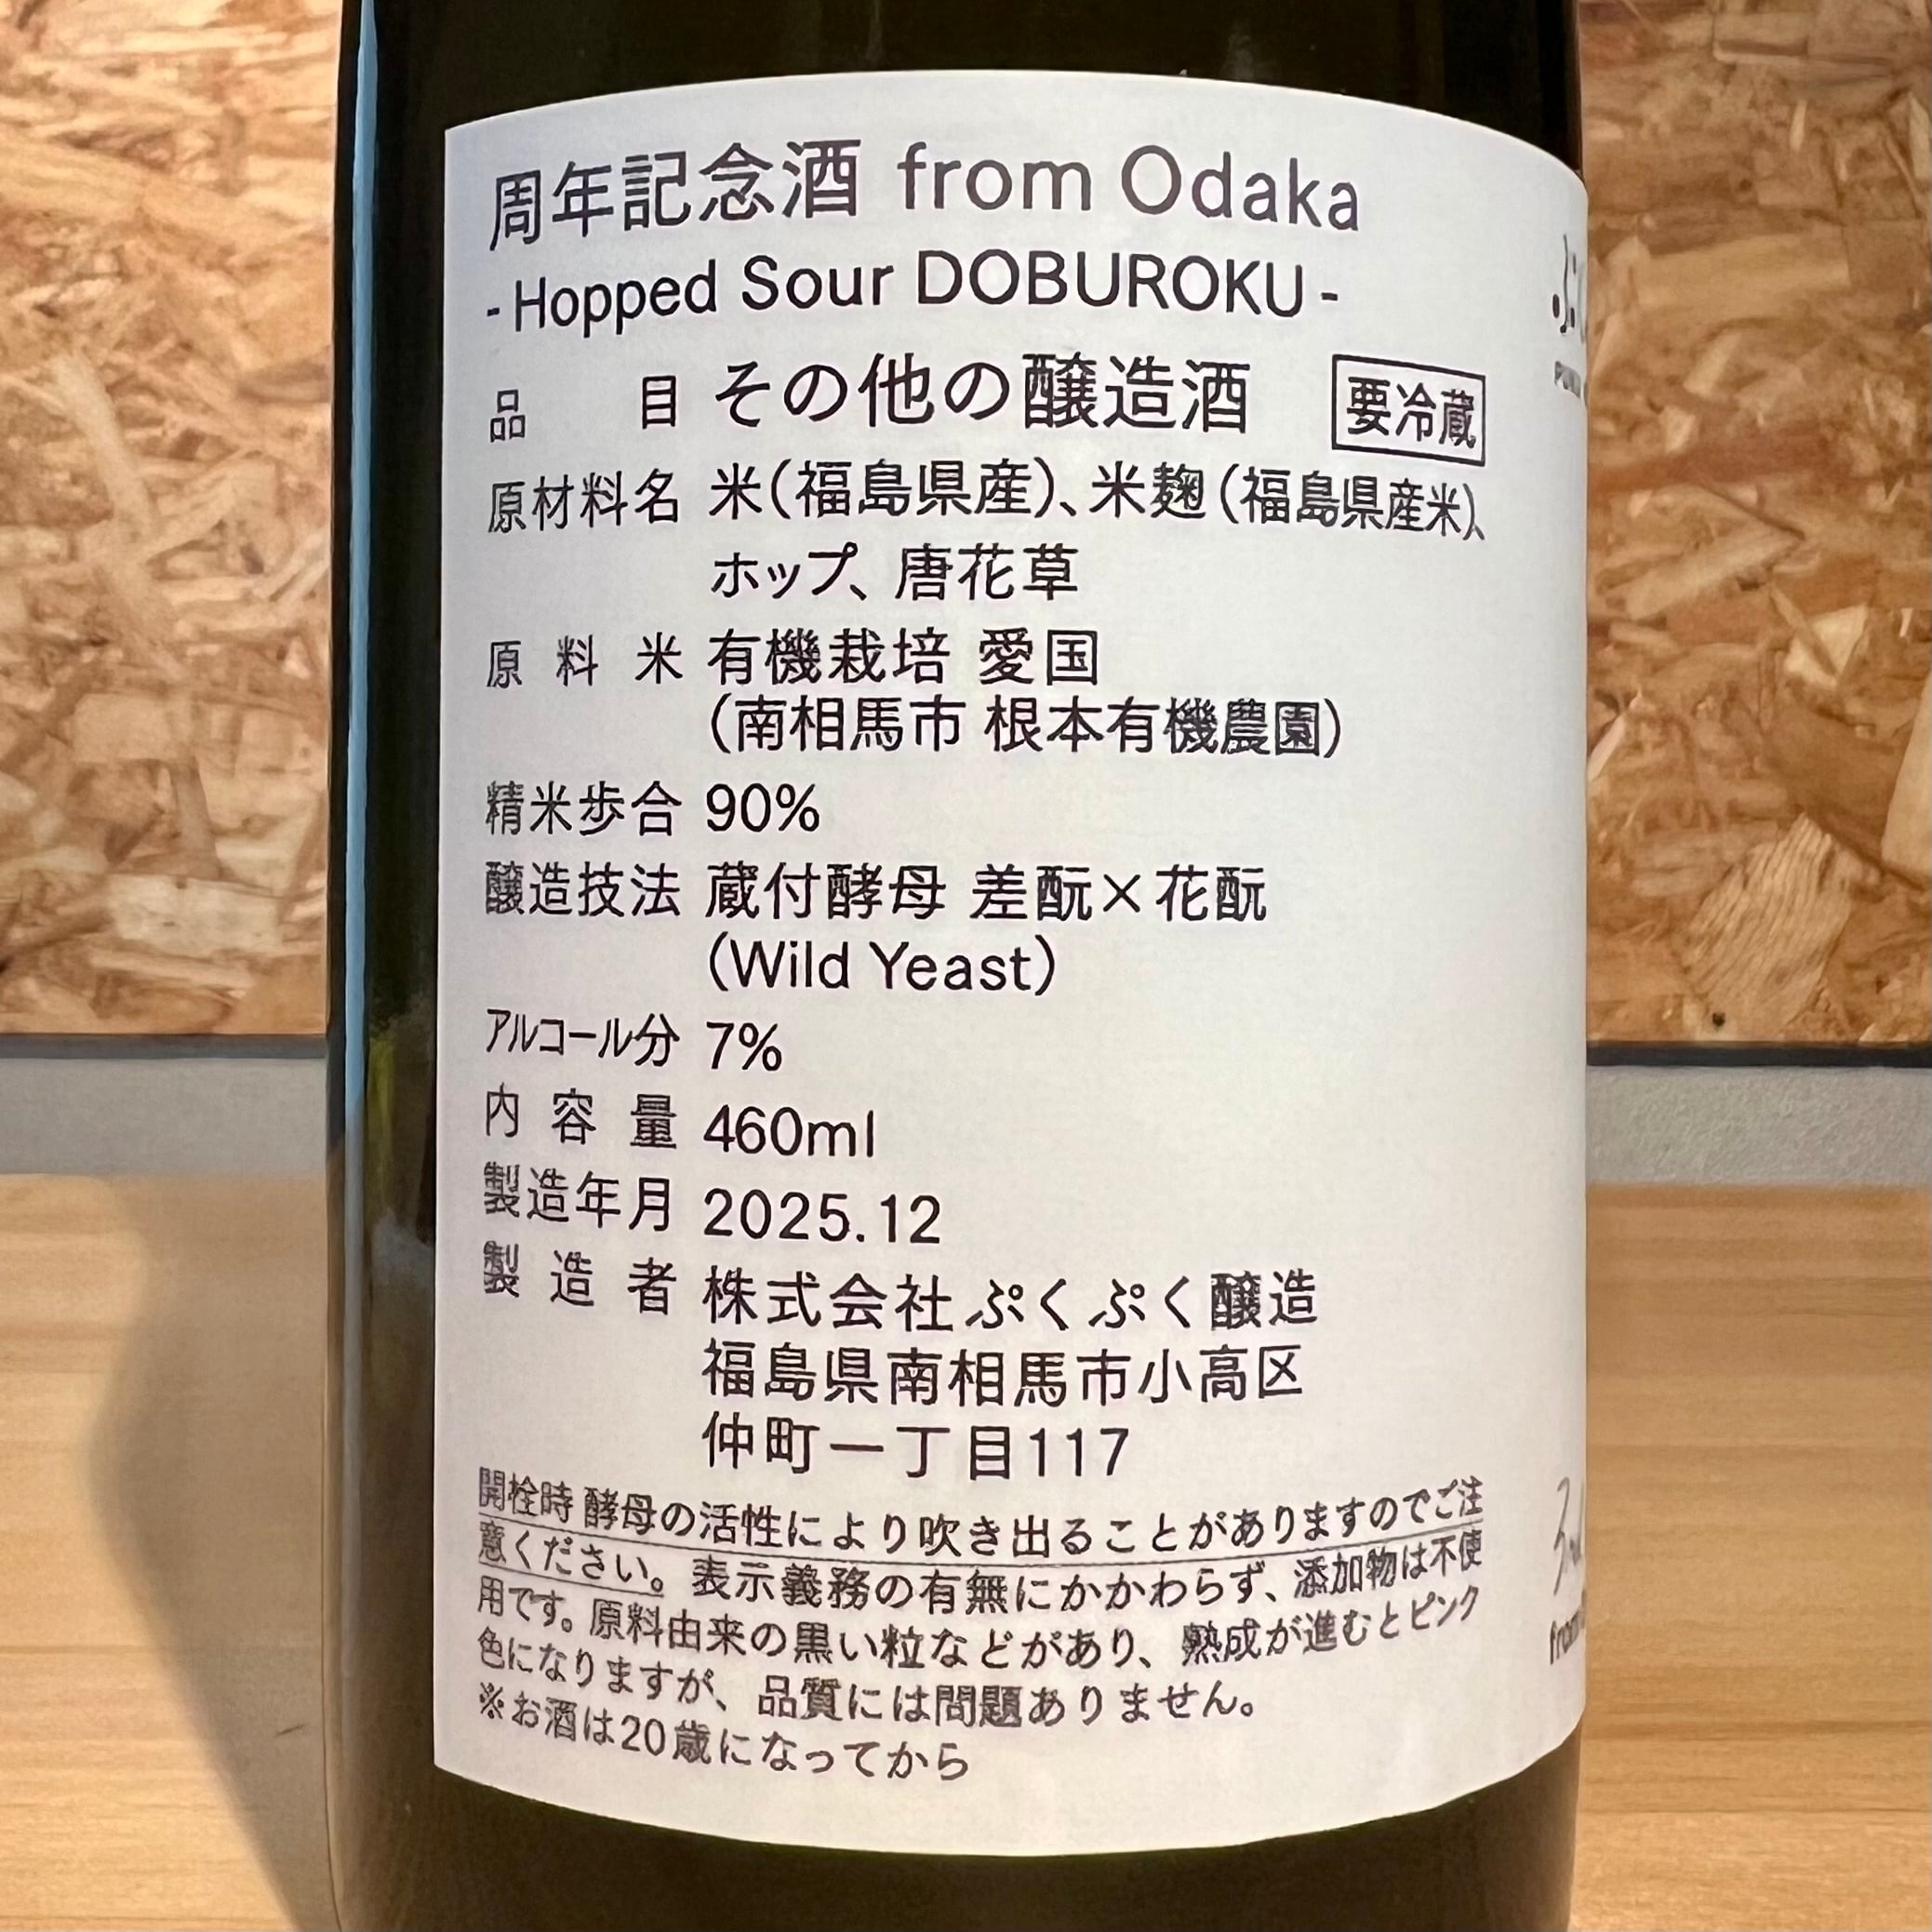 周年記念酒 from Odaka
- Hopped Sour DOBUROKU -
品目 その他の醸造酒 要冷蔵
原材料名 米(福島県産)、米麹(福島県産米)、
ホップ、唐花草
原料米 有機栽培 愛国
(南相馬市 根本有機農園)
精米歩合 90%
醸造技法 蔵付酵母 差酛×花酛
(Wild Yeast)
アルコール分 7%
内容量 460ml
製造年月 2025.12
製造者 株式会社ぷくぷく醸造
福島県南相馬市小高区
仲町一丁目117
開栓時酵母の活性により吹き出ることがありますのでご注
意ください。表示義務の有無にかかわらず、添加物は不使
用です。原料由来の黒い粒などがあり、熟成が進むとピンク
色になりますが、品質には問題ありません。
※お酒は20歳になってから